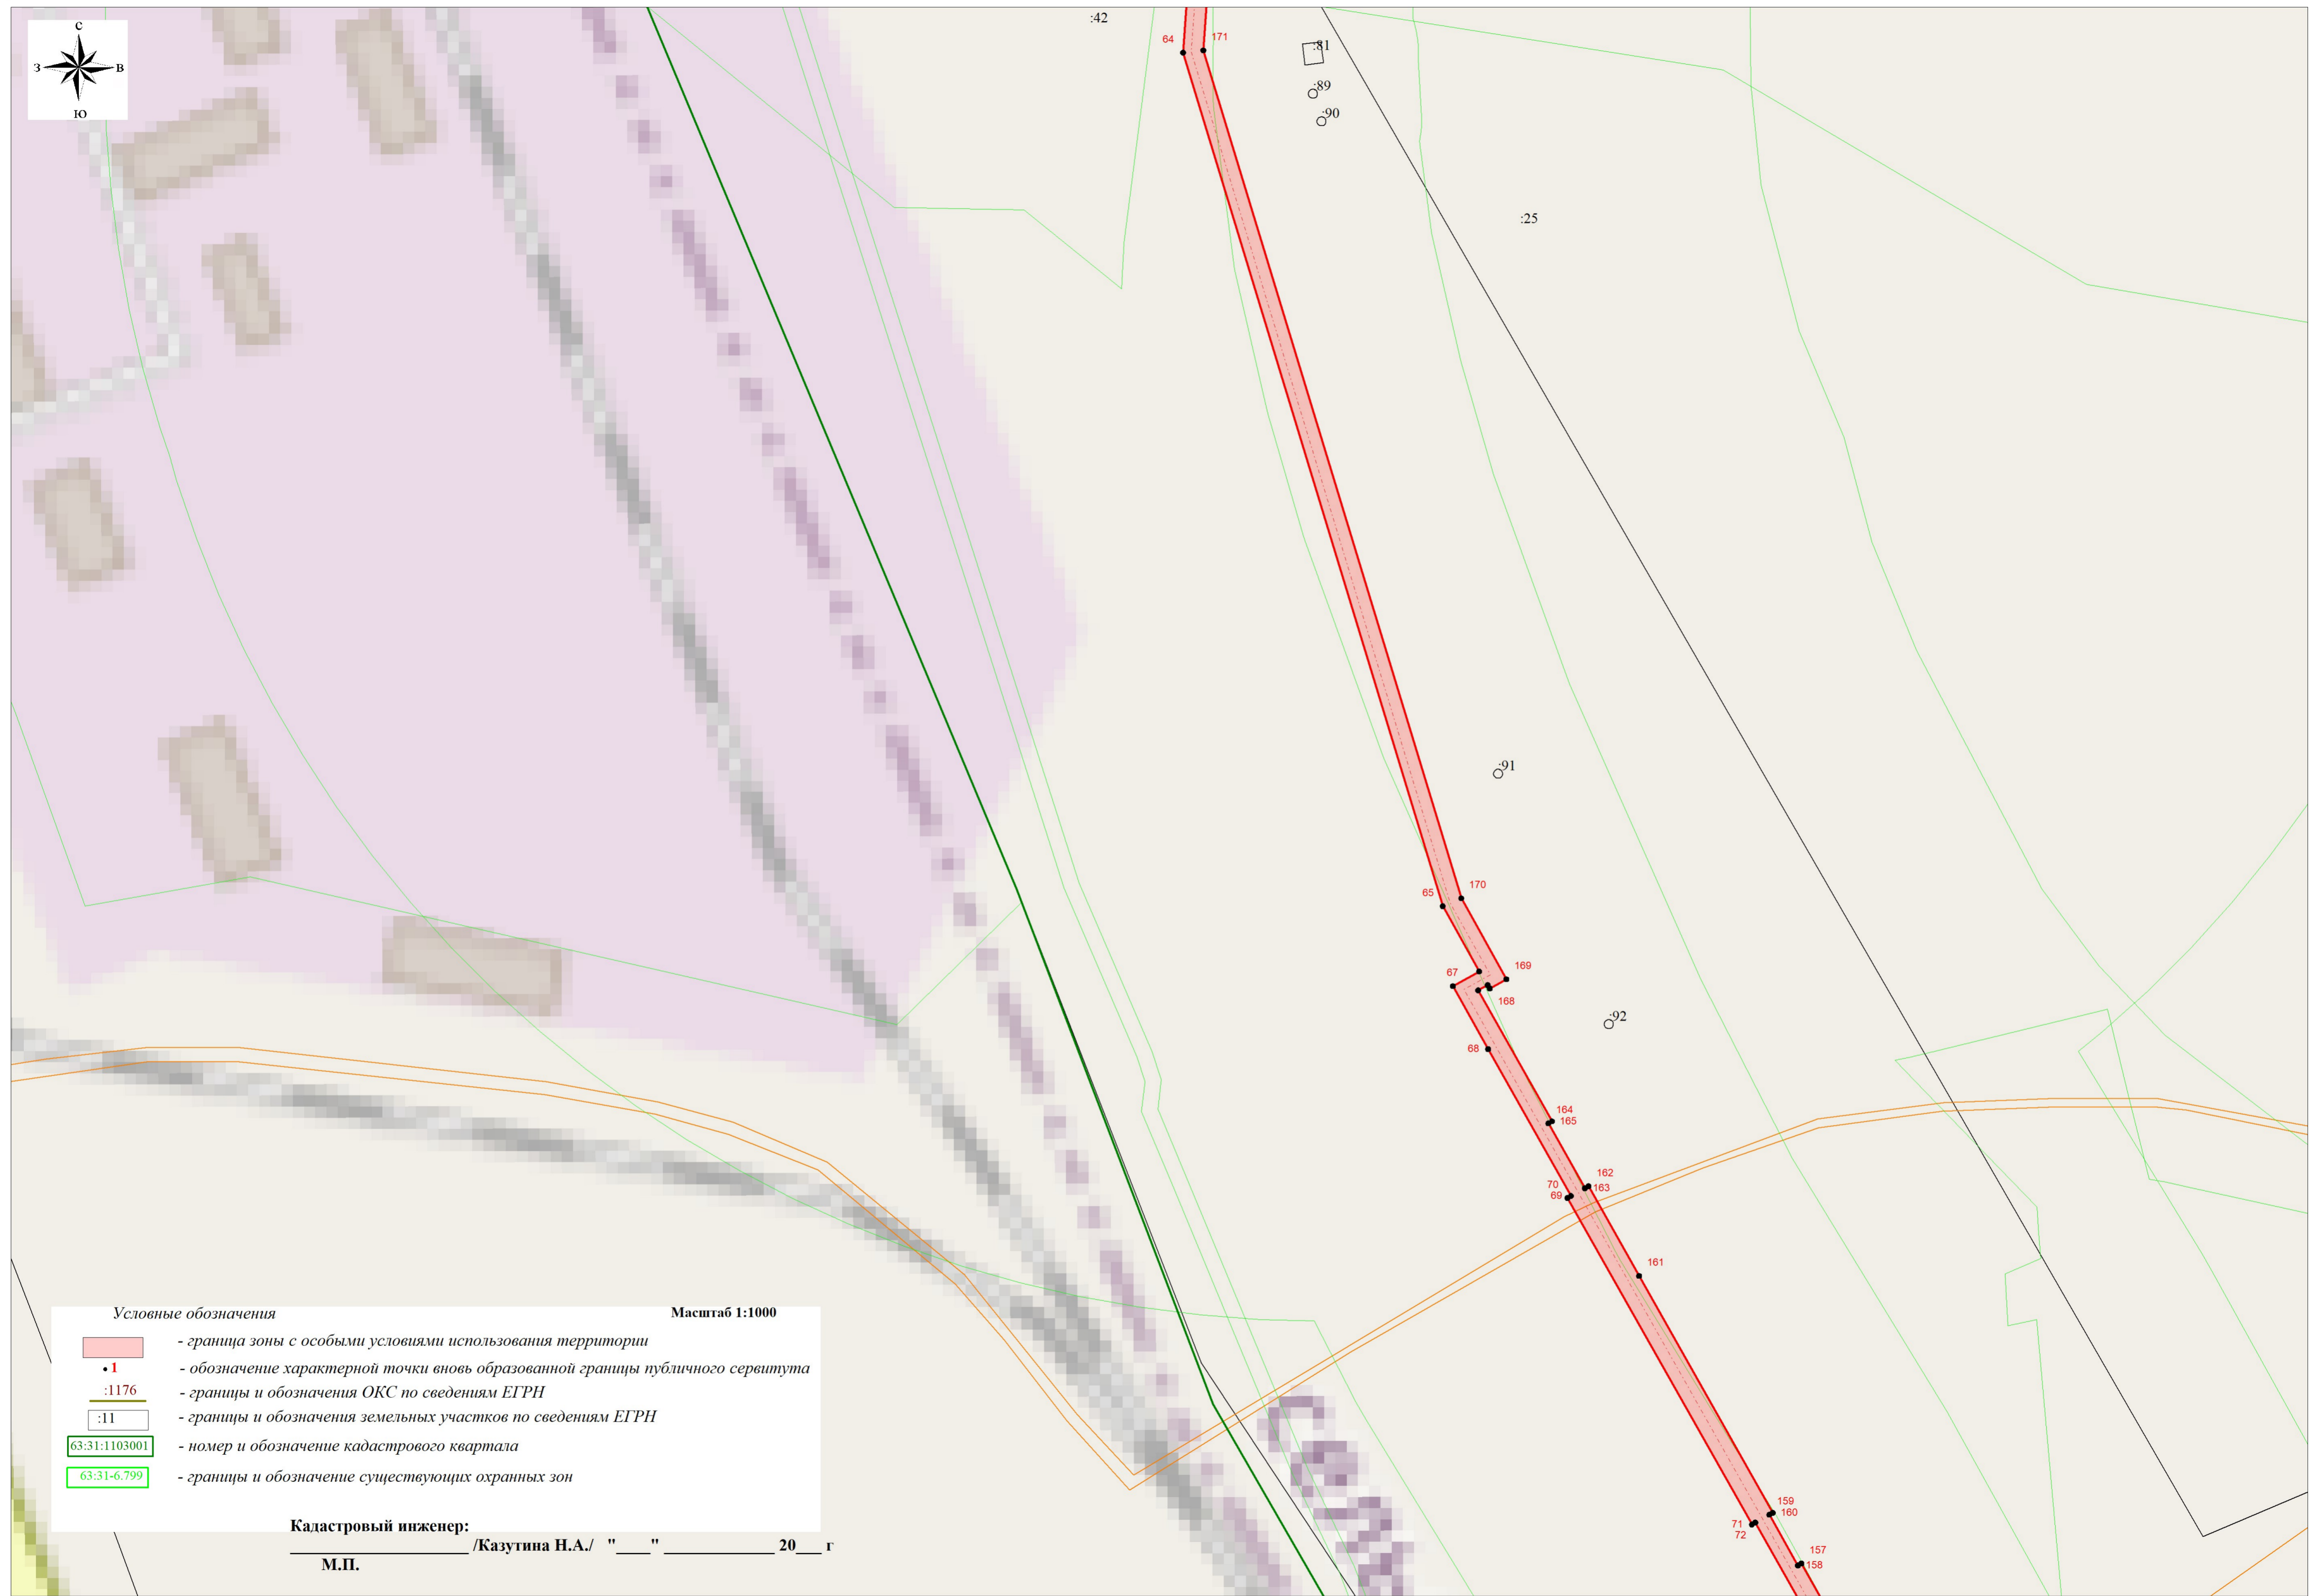 С
З В
Ю
:42
64
171
:81
:89
:90
:25
:91
65
170
67
169
168
:92
68
164
165
162
163
70
69
161
159
160
71
72
157
158
Условные обозначения Масштаб 1:1000
- граница зоны с особыми условиями использования территории
1 - обозначение характерной точки вновь образованной границы публичного сервитута
:1176 - границы и обозначения ОКС по сведениям ЕГРН
:11 - границы и обозначения земельных участков по сведениям ЕГРН
63:31:1103001 - номер и обозначение кадастрового квартала
63:31-6.799 - границы и обозначение существующих охранных зон
Кадастровый инженер:
____________________ /Казутина Н.А./ "____" _____________ 20___ г
М.П.